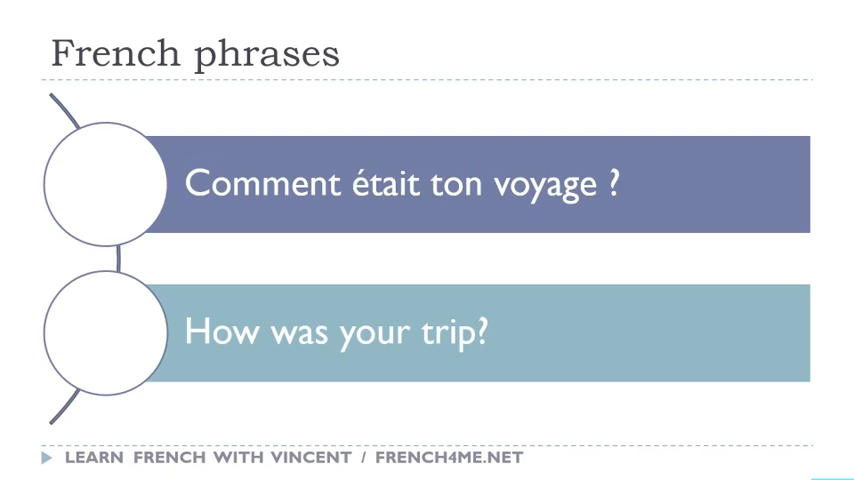 French phrases
Comment était ton voyage ?
How was your trip?
LEARN FRENCH WITH VINCENT / FRENCH4ME.NET